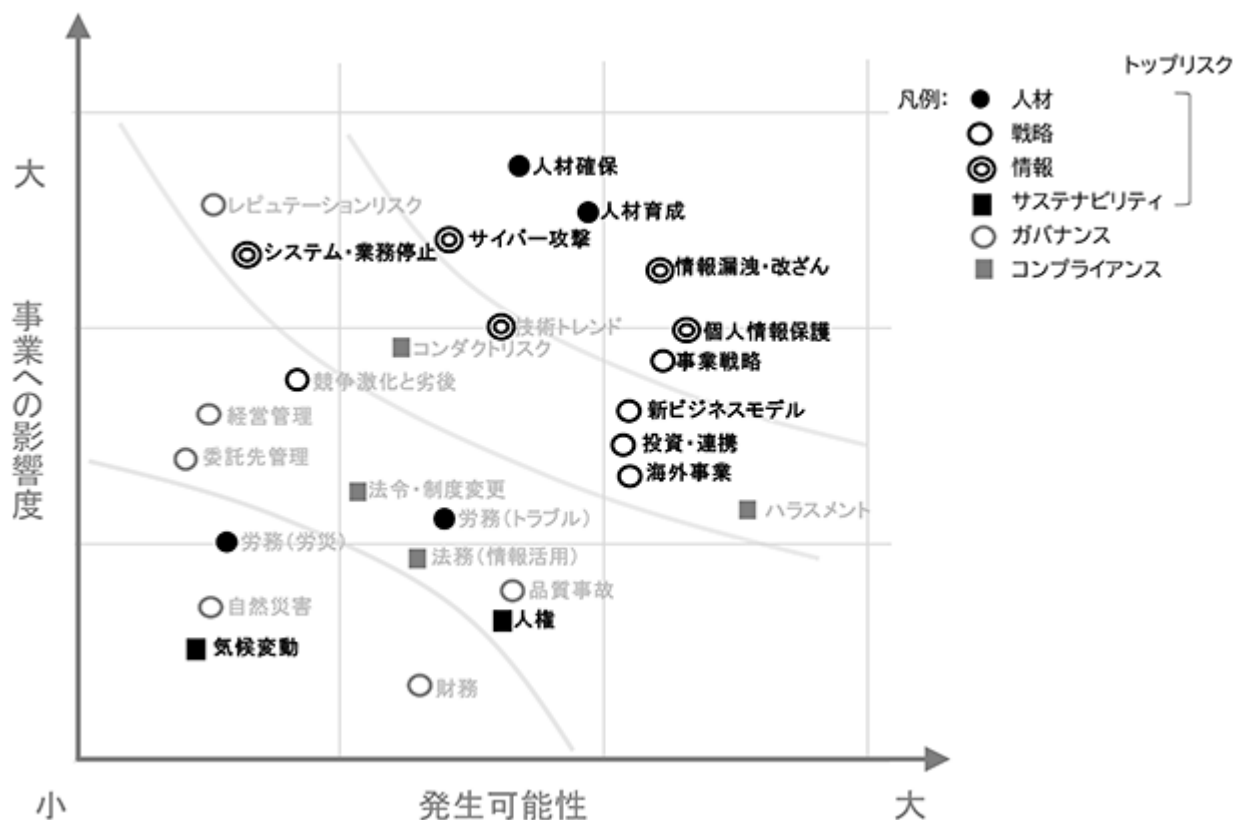 トップリスク
凡例:
人材
戦略
情報
サステナビリティ
ガバナンス
コンプライアンス
大
事業への影響度
人材確保
レピュテーションリスク
人材育成
サイバー攻撃
システム・業務停止
情報漏洩・改ざん
技術トレンド
個人情報保護
コンダクトリスク
事業戦略
競争激化と劣後
経営管理
新ビジネスモデル
投資・連携
委託先管理
海外事業
法令・制度変更
ハラスメント
労務(トラブル)
労務(労災)
法務(情報活用)
品質事故
自然災害
人権
気候変動
財務
小
発生可能性
大